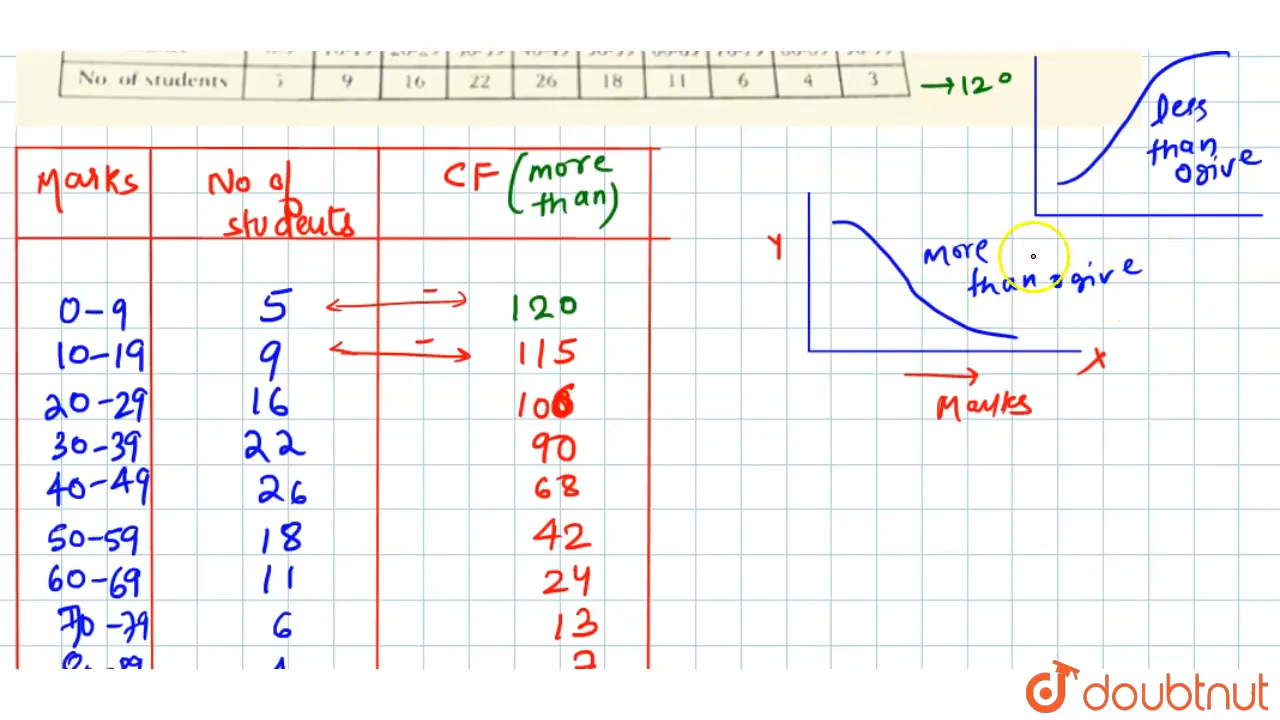 No. of students 5 9 16 22 26 18 11 6 4 3 → 120
less
than
ogive
Marks No of students CF (more than)
Y
more
than ogive
0-9 5 - 120
10-19 9 - 115
X
20-29 16 106
Marks
30-39 22 90
40-49 26 68
50-59 18 42
60-69 11 24
70-79 6 13
7
doubtnut